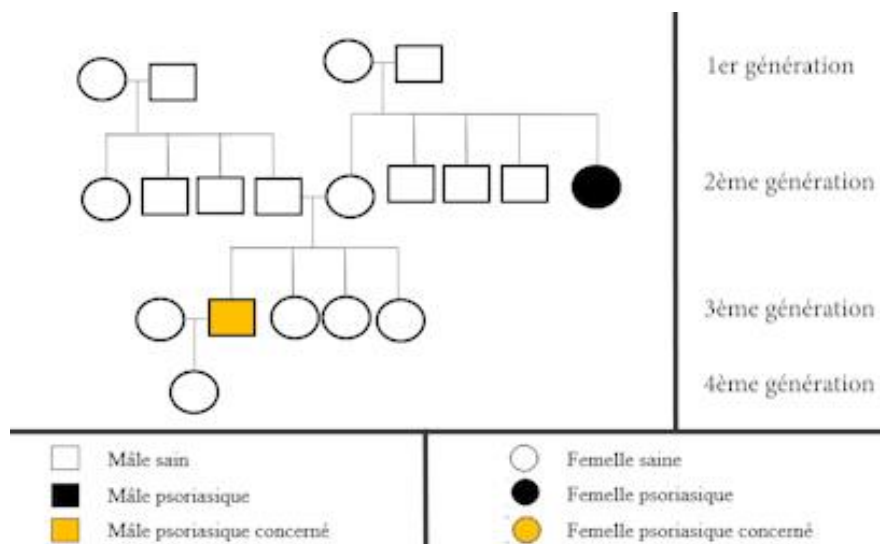 1er génération
2ème génération
3ème génération
4ème génération
Mâle sain
Femelle saine
Mâle psoriasique
Femelle psoriasique
Mâle psoriasique concerné
Femelle psoriasique concerné